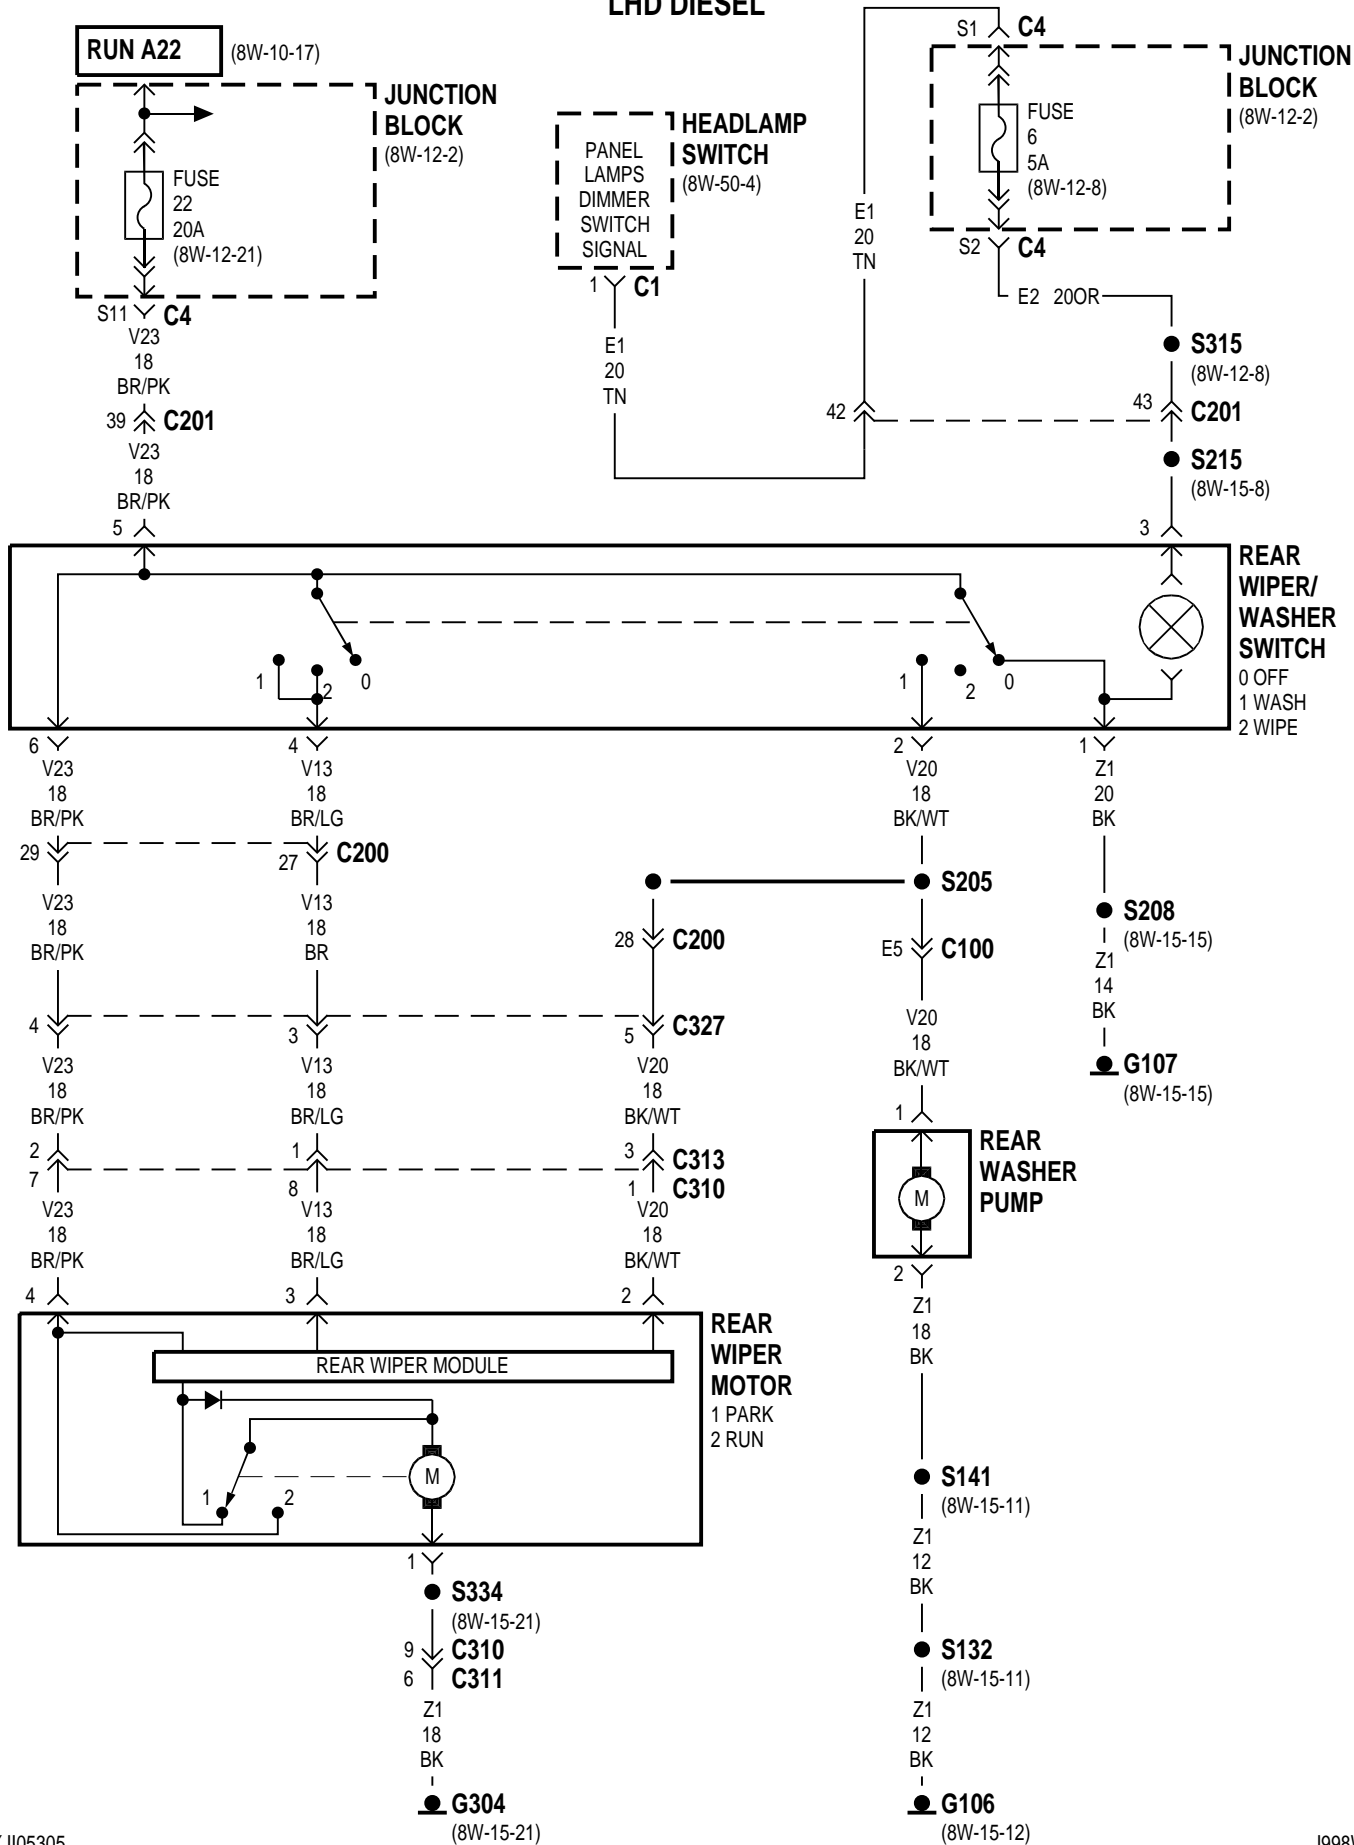 LHD DIESEL
RUN A22
(8W-10-17)
JUNCTION
BLOCK
(8W-12-2)
FUSE
22
20A
(8W-12-21)
S11
C4
V23
18
BR/PK
39
C201
V23
18
BR/PK
5
PANEL
LAMPS
DIMMER
SWITCH
SIGNAL
HEADLAMP
SWITCH
(8W-50-4)
1
C1
E1
20
TN
E1
20
TN
42
S1
C4
JUNCTION
BLOCK
(8W-12-2)
FUSE
6
5A
(8W-12-8)
S2
C4
E2 20OR
S315
(8W-12-8)
43
C201
S215
(8W-15-8)
3
REAR
WIPER/
WASHER
SWITCH
0 OFF
1 WASH
2 WIPE
1
2
0
1
2
0
6
4
2
1
V23
18
BR/PK
V13
18
BR/LG
V20
18
BK/WT
Z1
20
BK
29
27
C200
V23
18
BR/PK
V13
18
BR
S205
28
C200
E5
C100
S208
(8W-15-15)
Z1
14
BK
G107
(8W-15-15)
4
3
5
C327
V23
18
BR/PK
V13
18
BR/LG
V20
18
BK/WT
V20
18
BK/WT
2
1
3
C313
7
8
1
C310
V23
18
BR/PK
V13
18
BR/LG
V20
18
BK/WT
4
3
2
1
REAR
WASHER
PUMP
M
2
Z1
18
BK
REAR
WIPER
MOTOR
1 PARK
2 RUN
REAR WIPER MODULE
1
2
M
1
S334
(8W-15-21)
9
C310
6
C311
Z1
18
BK
G304
(8W-15-21)
S141
(8W-15-11)
Z1
12
BK
S132
(8W-15-11)
Z1
12
BK
G106
(8W-15-12)